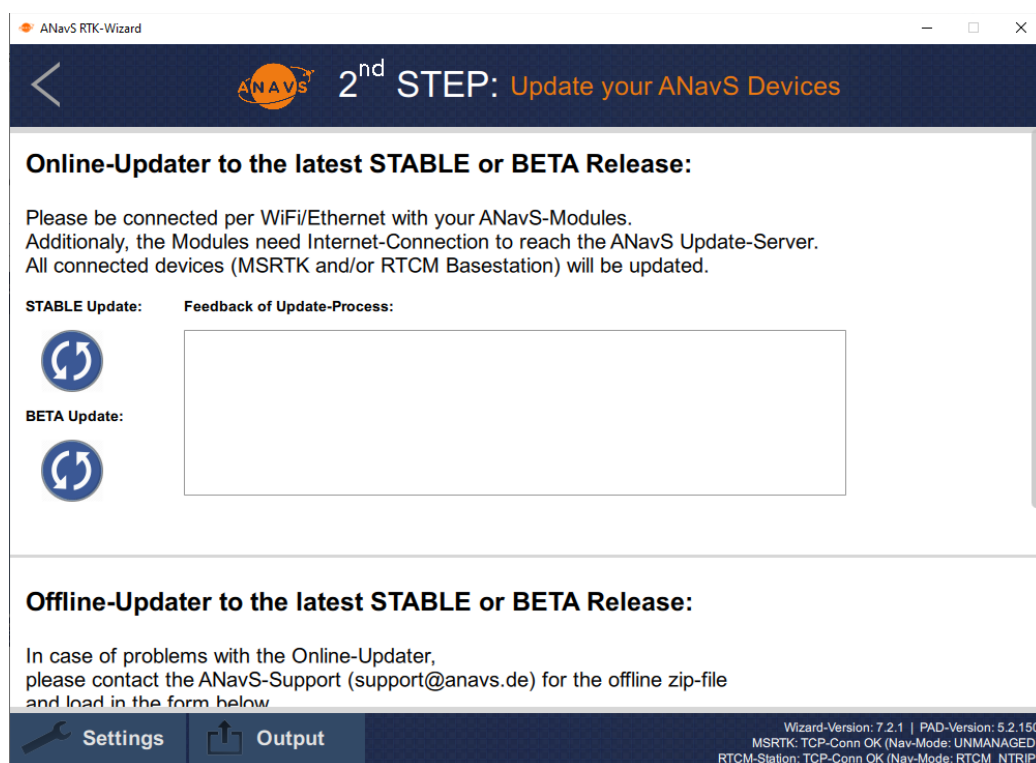 ANavS RTK-Wizard
ANAVS 2nd STEP: Update your ANavS Devices
Online-Updater to the latest STABLE or BETA Release:
Please be connected per WiFi/Ethernet with your ANavS-Modules.
Additionaly, the Modules need Internet-Connection to reach the ANavS Update-Server.
All connected devices (MSRTK and/or RTCM Basestation) will be updated.
STABLE Update: Feedback of Update-Process:
BETA Update:
Offline-Updater to the latest STABLE or BETA Release:
In case of problems with the Online-Updater,
please contact the ANavS-Support (support@anavs.de) for the offline zip-file
and load in the form below
Settings Output
Wizard-Version: 7.2.1 | PAD-Version: 5.2.150
MSRTK: TCP-Conn OK (Nav-Mode: UNMANAGED)
RTCM-Station: TCP-Conn OK (Nav-Mode: RTCM_NTRIP